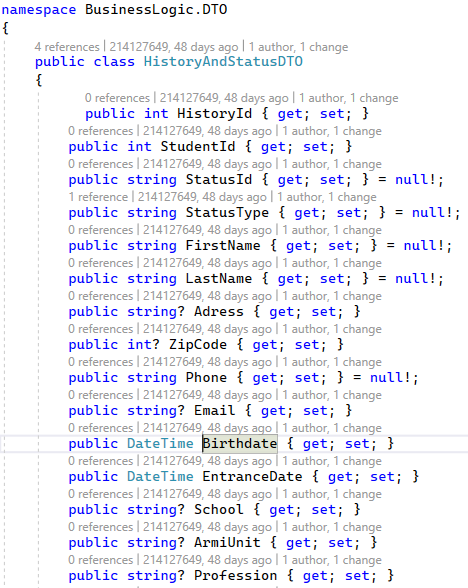 namespace BusinessLogic.DTO
{
4 references | 214127649, 48 days ago | 1 author, 1 change
public class HistoryAndStatusDTO
{
0 references | 214127649, 48 days ago | 1 author, 1 change
public int HistoryId { get; set; }
0 references | 214127649, 48 days ago | 1 author, 1 change
public int StudentId { get; set; }
0 references | 214127649, 48 days ago | 1 author, 1 change
public string StatusId { get; set; } = null!;
1 reference | 214127649, 48 days ago | 1 author, 1 change
public string StatusType { get; set; } = null!;
0 references | 214127649, 48 days ago | 1 author, 1 change
public string FirstName { get; set; } = null!;
0 references | 214127649, 48 days ago | 1 author, 1 change
public string LastName { get; set; } = null!;
0 references | 214127649, 48 days ago | 1 author, 1 change
public string? Adress { get; set; }
0 references | 214127649, 48 days ago | 1 author, 1 change
public int? ZipCode { get; set; }
0 references | 214127649, 48 days ago | 1 author, 1 change
public string Phone { get; set; } = null!;
0 references | 214127649, 48 days ago | 1 author, 1 change
public string? Email { get; set; }
0 references | 214127649, 48 days ago | 1 author, 1 change
public DateTime Birthdate { get; set; }
0 references | 214127649, 48 days ago | 1 author, 1 change
public DateTime EntranceDate { get; set; }
0 references | 214127649, 48 days ago | 1 author, 1 change
public string? School { get; set; }
0 references | 214127649, 48 days ago | 1 author, 1 change
public string? ArmiUnit { get; set; }
0 references | 214127649, 48 days ago | 1 author, 1 change
public string? Profession { get; set; }